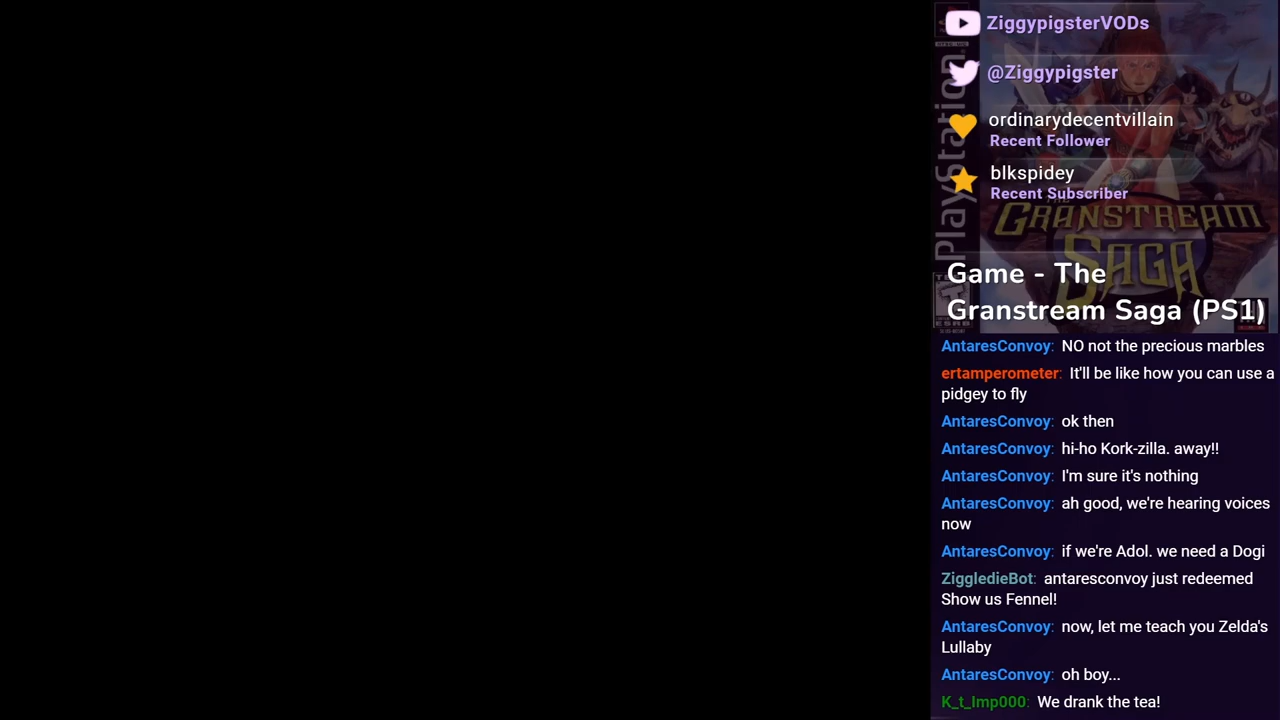 ZiggypigsterVODs
@Ziggypigster
ordinarydecentvillain
Recent Follower
blkspidey
Recent Subscriber
PlayStation
THE
GRANSTREAM
SAGA
Game - The
Granstream Saga (PS1)
AntaresConvoy: NO not the precious marbles
ertamperometer: It'll be like how you can use a
pidgey to fly
AntaresConvoy: ok then
AntaresConvoy: hi-ho Kork-zilla. away!!
AntaresConvoy: I'm sure it's nothing
AntaresConvoy: ah good, we're hearing voices
now
AntaresConvoy: if we're Adol. we need a Dogi
ZiggledieBot: antaresconvoy just redeemed
Show us Fennel!
AntaresConvoy: now, let me teach you Zelda's
Lullaby
AntaresConvoy: oh boy...
K_t_Imp000: We drank the tea!